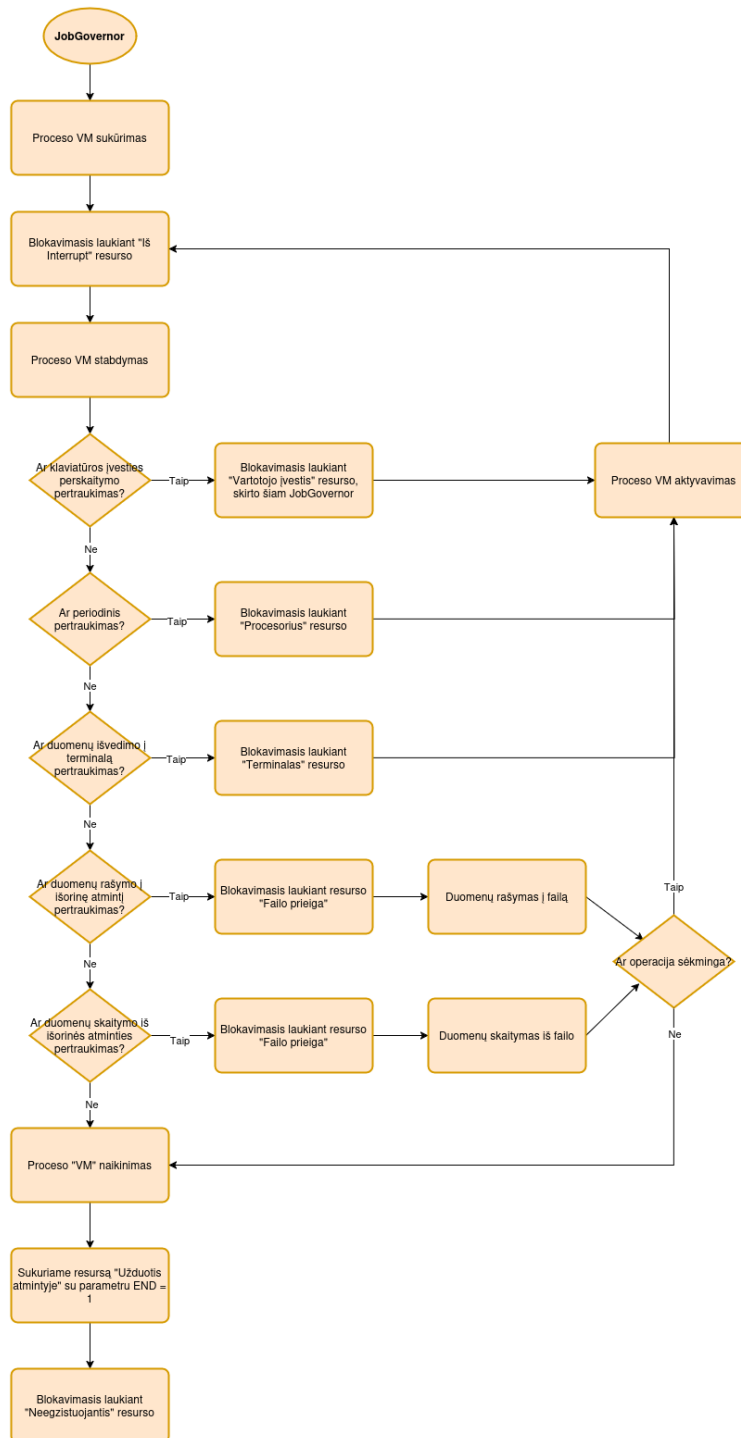 JobGovernor
Proceso VM sukūrimas
Blokavimasis laukiant "Iš
Interrupt" resurso
Proceso VM stabdymas
Ar klaviatūros įvesties
perskaitymo
pertraukimas?
Taip
Blokavimasis laukiant
"Vartotojo įvestis" resurso,
skirto šiam JobGovernor
Proceso VM aktyvavimas
Ne
Ar periodinis
pertraukimas?
Taip
Blokavimasis laukiant
"Procesorius" resurso
Ne
Ar duomenų išvedimo į
terminalą
pertraukimas?
Taip
Blokavimasis laukiant
"Terminalas" resurso
Ne
Ar duomenų rašymo į
išorinę atmintį
pertraukimas?
Taip
Blokavimasis laukiant resurso
"Failo prieiga"
Duomenų rašymas į failą
Taip
Ar operacija sėkminga?
Ne
Ne
Ar duomenų skaitymo iš
išorinės atminties
pertraukimas?
Taip
Blokavimasis laukiant resurso
"Failo prieiga"
Duomenų skaitymas iš failo
Ne
Proceso "VM" naikinimas
Sukuriame resursą "Užduotis
atmintyje" su parametru END =
1
Blokavimasis laukiant
"Neegzistuojantis" resurso